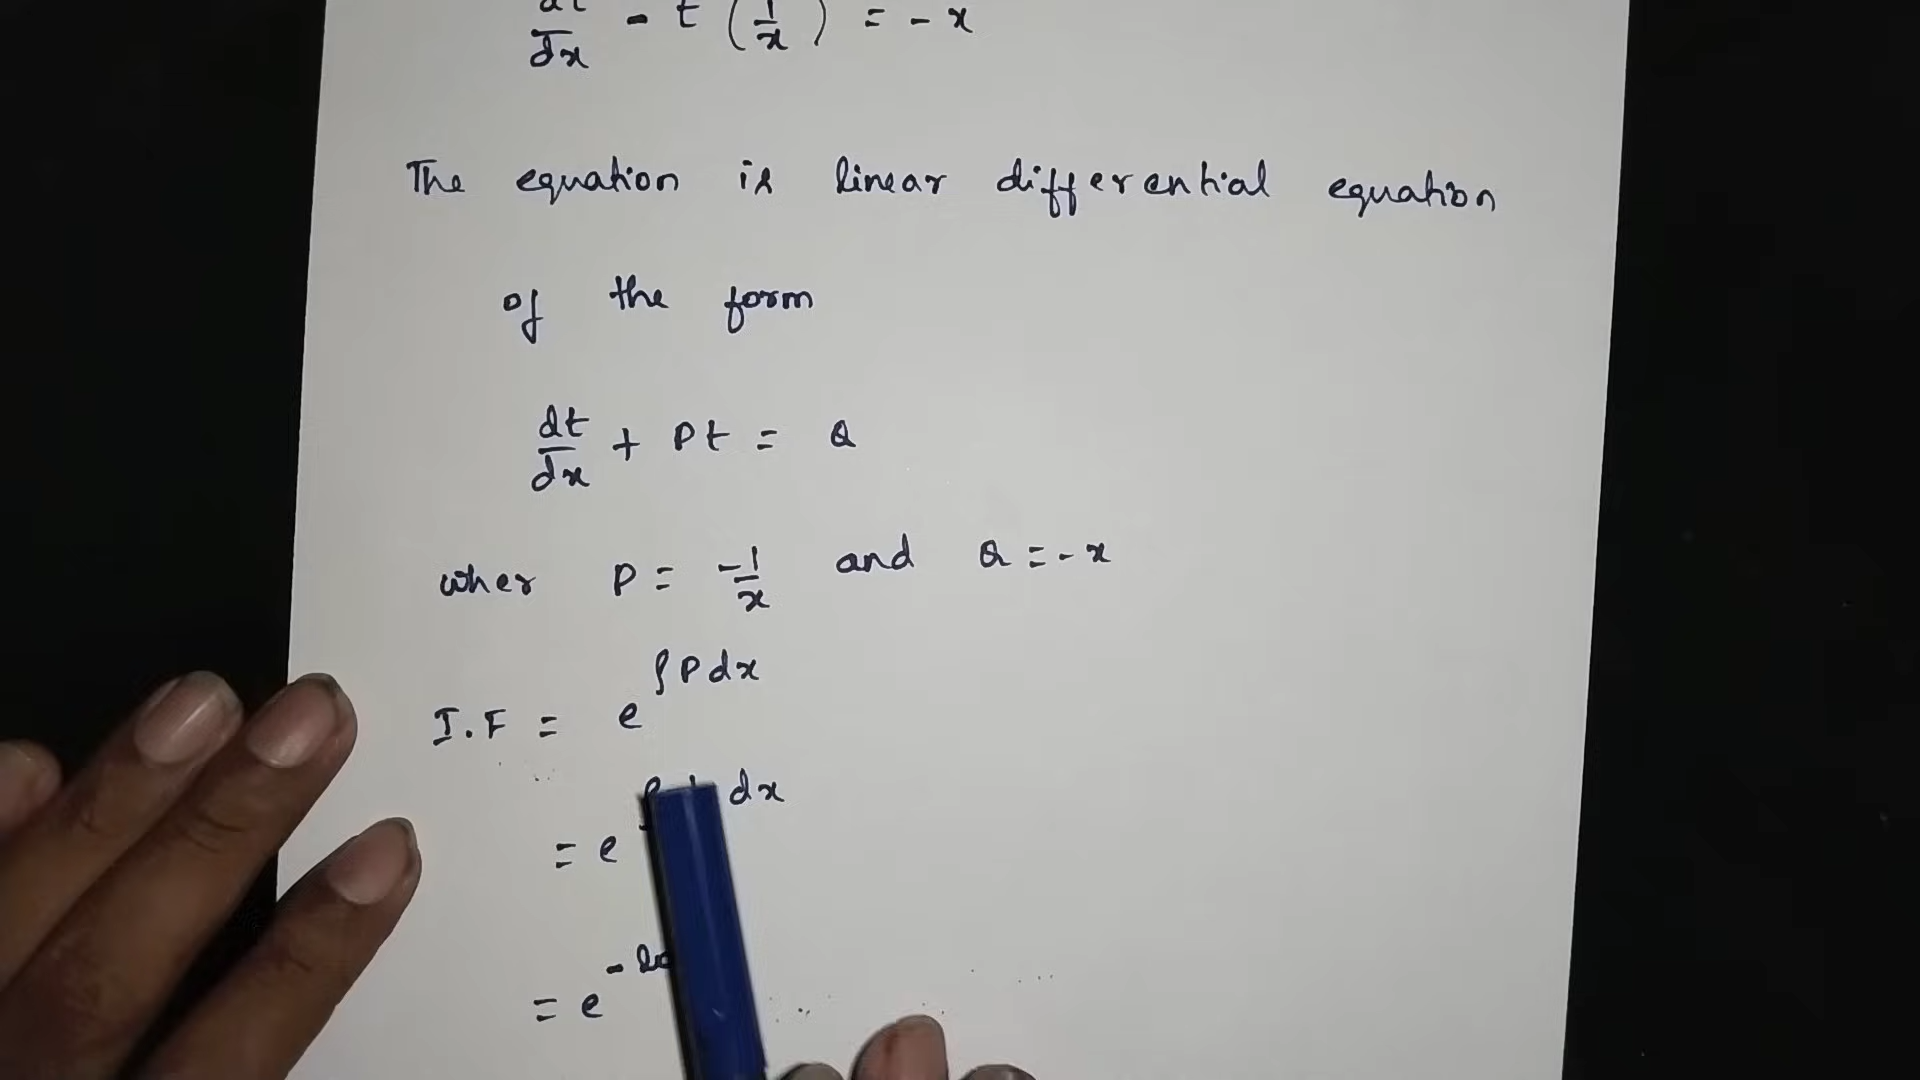 dt/dx - t (1/x) = - x
The equation is linear differential equation
of the form
dt/dx + Pt = Q
wher P = -1/x and Q = - x
I.F = e^∫Pdx
= e^∫ dx
= e^-